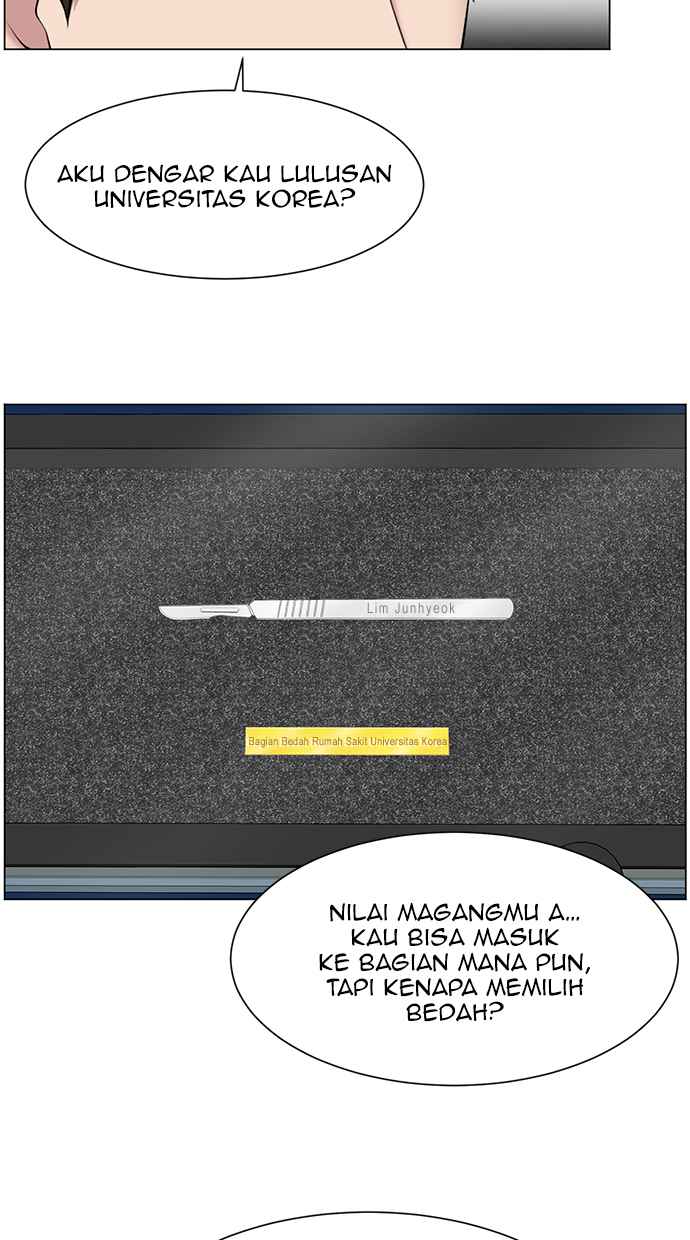 AKU DENGAR KAU LULUSAN
UNIVERSITAS KOREA?
Lim Junhyeok
Bagian Bedah Rumah Sakit Universitas Korea
NILAI MAGANGMU A...
KAU BISA MASUK
KE BAGIAN MANA PUN,
TAPI KENAPA MEMILIH
BEDAH?